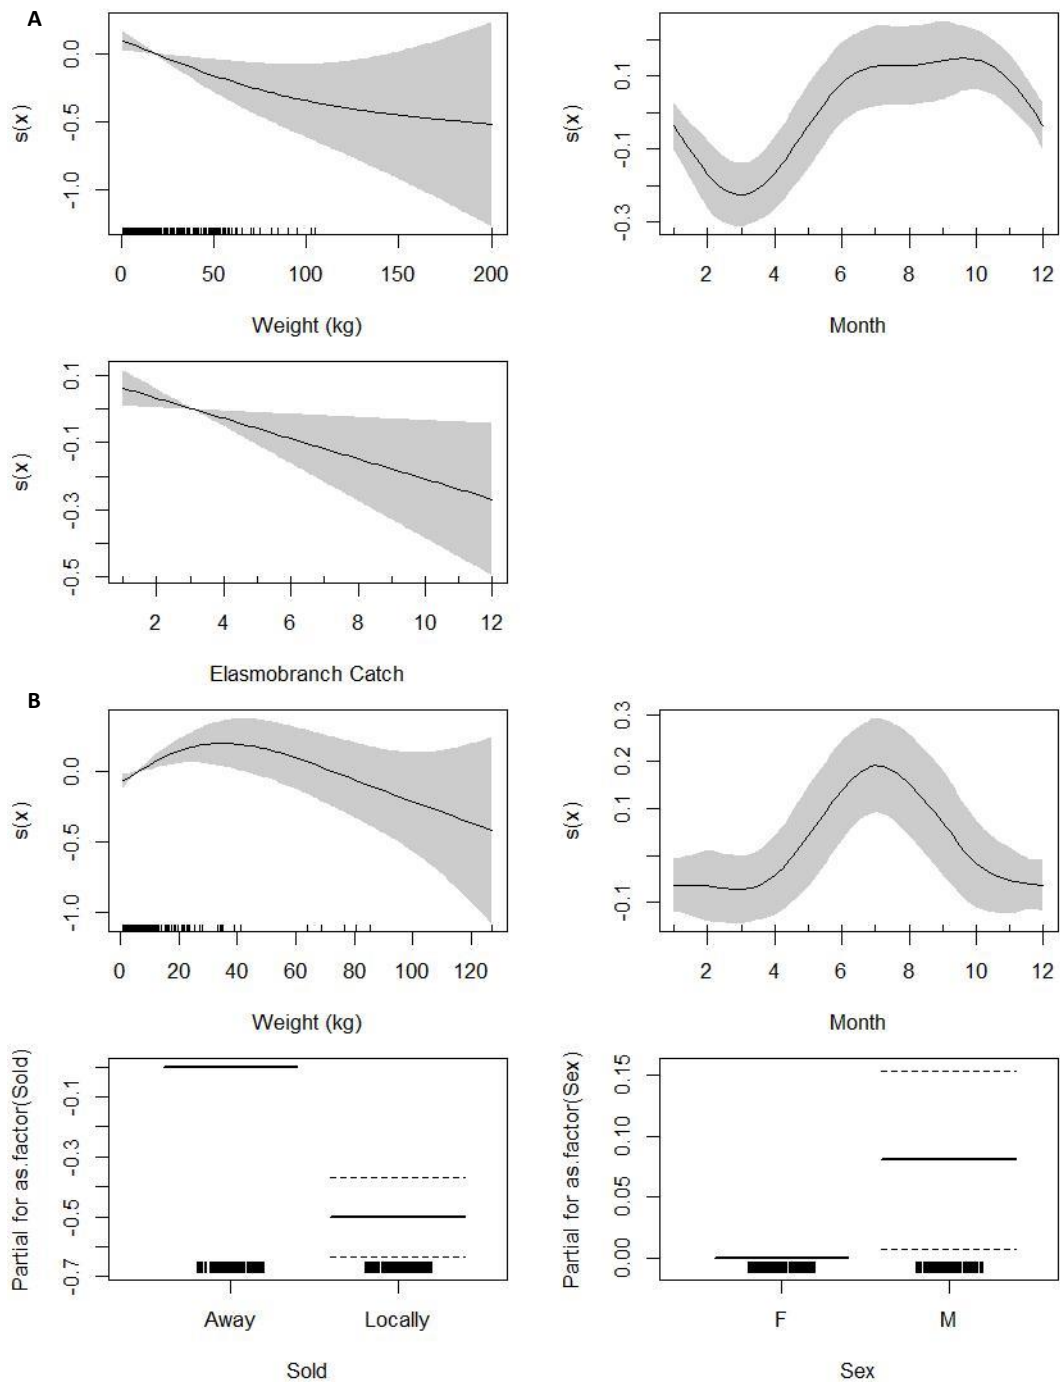 A
s(x)
0.0
-0.5
-1.0
0 50 100 150 200
Weight (kg)
s(x)
0.1
-0.1
-0.3
2 4 6 8 10 12
Month
s(x)
0.1
-0.1
-0.3
-0.5
2 4 6 8 10 12
Elasmobranch Catch
B
s(x)
0.0
-0.5
-1.0
0 20 40 60 80 100 120
Weight (kg)
s(x)
0.3
0.2
0.1
-0.1
2 4 6 8 10 12
Month
Partial for as.factor(Sold)
-0.1
-0.3
-0.5
-0.7
Away Locally
Sold
Partial for as.factor(Sex)
0.15
0.10
0.05
0.00
F M
Sex